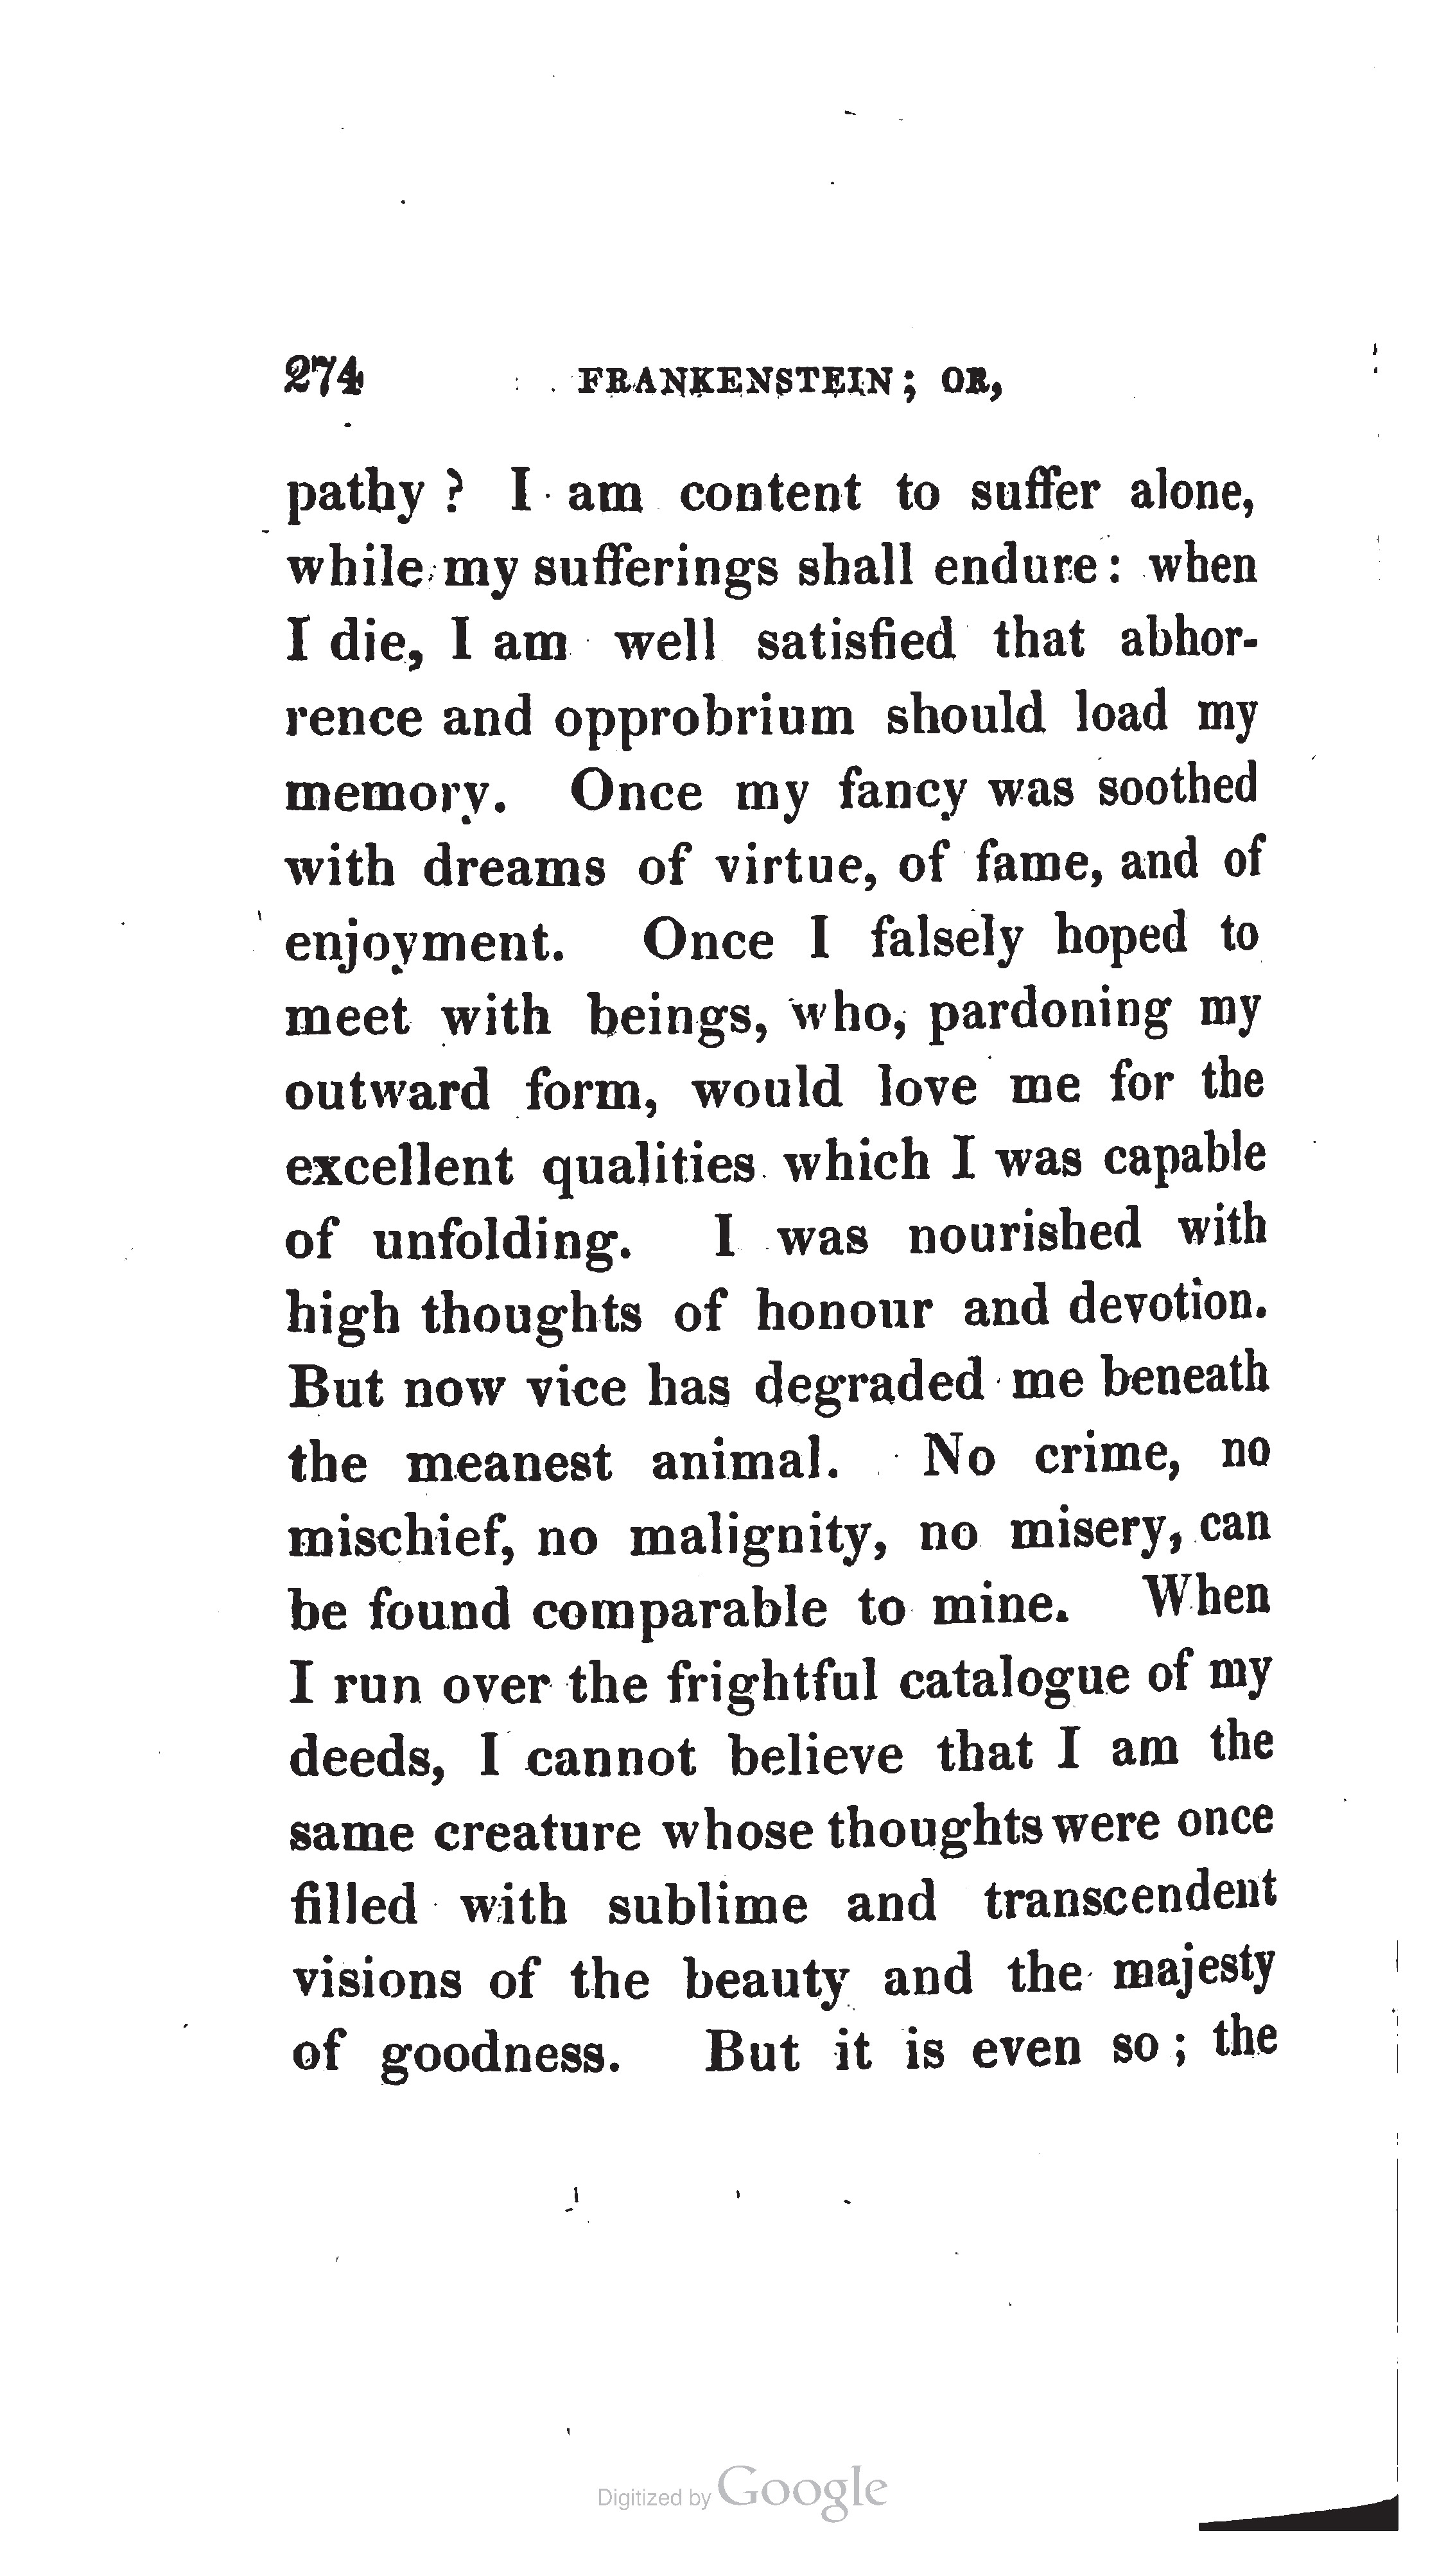 274 FRANKENSTEIN; OR,
pathy? I am content to suffer alone,
while my sufferings shall endure: when
I die, I am well satisfied that abhor-
rence and opprobrium should load my
memory. Once my fancy was soothed
with dreams of virtue, of fame, and of
enjoyment. Once I falsely hoped to
meet with beings, who, pardoning my
outward form, would love me for the
excellent qualities which I was capable
of unfolding. I was nourished with
high thoughts of honour and devotion.
But now vice has degraded me beneath
the meanest animal. No crime, no
mischief, no malignity, no misery, can
be found comparable to mine. When
I run over the frightful catalogue of my
deeds, I cannot believe that I am the
same creature whose thoughts were once
filled with sublime and transcendent
visions of the beauty and the majesty
of goodness. But it is even so; the
Digitized by Google